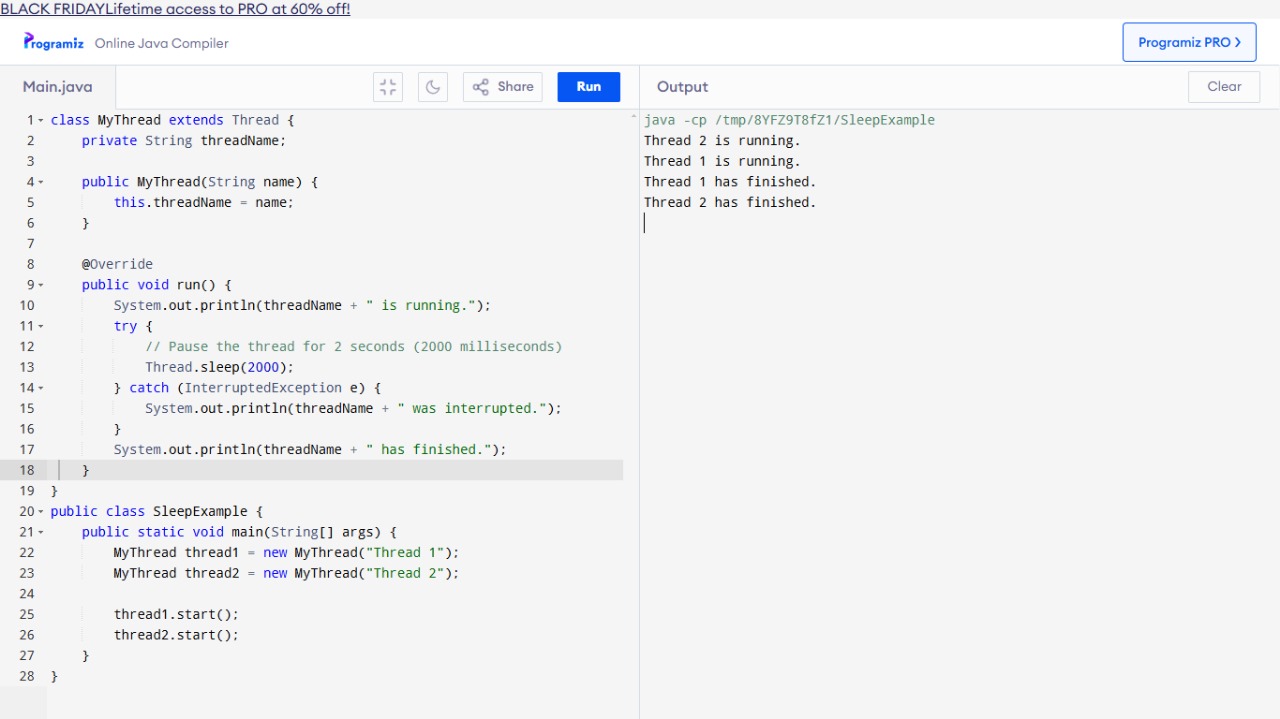 BLACK FRIDAYLifetime access to PRO at 60% off!
Programiz Online Java Compiler
Programiz PRO >
Main.java
Share
Run
Output
Clear
1 class MyThread extends Thread {
2     private String threadName;
3
4     public MyThread(String name) {
5         this.threadName = name;
6     }
7
8     @Override
9     public void run() {
10         System.out.println(threadName + " is running.");
11         try {
12             // Pause the thread for 2 seconds (2000 milliseconds)
13             Thread.sleep(2000);
14         } catch (InterruptedException e) {
15             System.out.println(threadName + " was interrupted.");
16         }
17         System.out.println(threadName + " has finished.");
18     }
19 }
20 public class SleepExample {
21     public static void main(String[] args) {
22         MyThread thread1 = new MyThread("Thread 1");
23         MyThread thread2 = new MyThread("Thread 2");
24
25         thread1.start();
26         thread2.start();
27     }
28 }
java -cp /tmp/8YFZ9T8fZ1/SleepExample
Thread 2 is running.
Thread 1 is running.
Thread 1 has finished.
Thread 2 has finished.